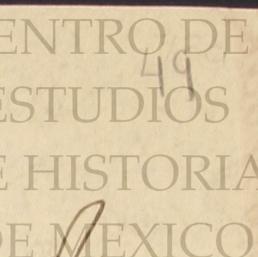 ENTRO DE
49
ESTUDIOS
E HISTORIA
DE MEXICO